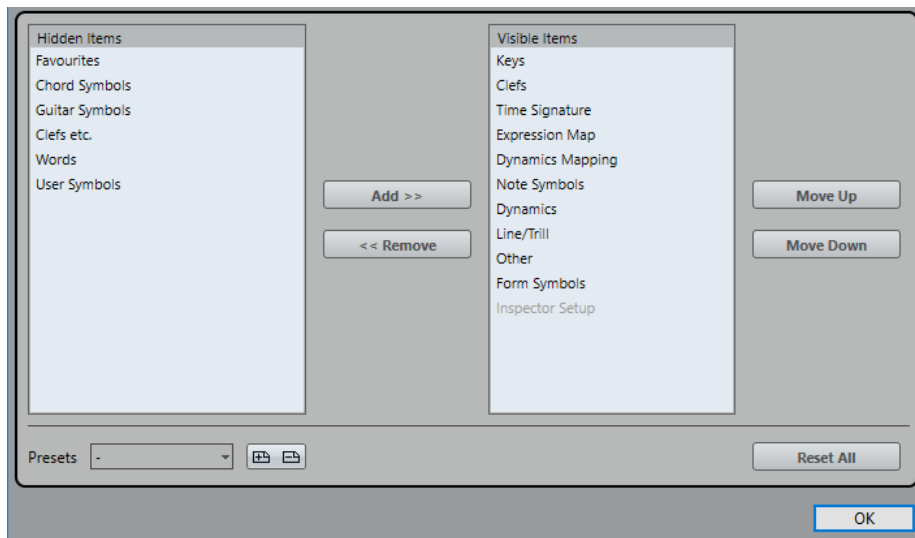 Hidden Items
Favourites
Chord Symbols
Guitar Symbols
Clefs etc.
Words
User Symbols
Add >>
<< Remove
Visible Items
Keys
Clefs
Time Signature
Expression Map
Dynamics Mapping
Note Symbols
Dynamics
Line/Trill
Other
Form Symbols
Inspector Setup
Move Up
Move Down
Presets -
Reset All
OK